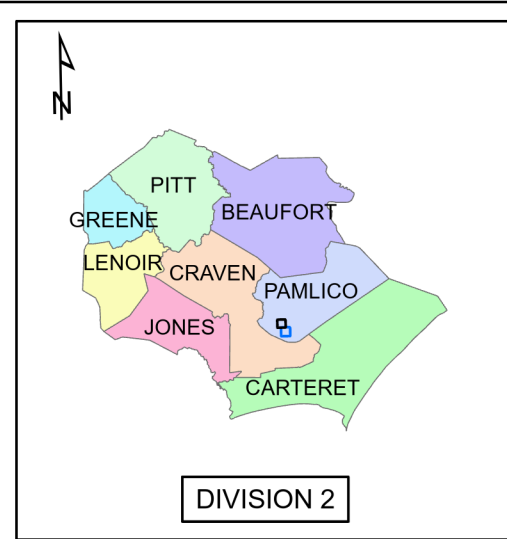 N
PITT
GREENE
BEAUFORT
LENOIR
CRAVEN
PAMLICO
JONES
CARTERET
DIVISION 2